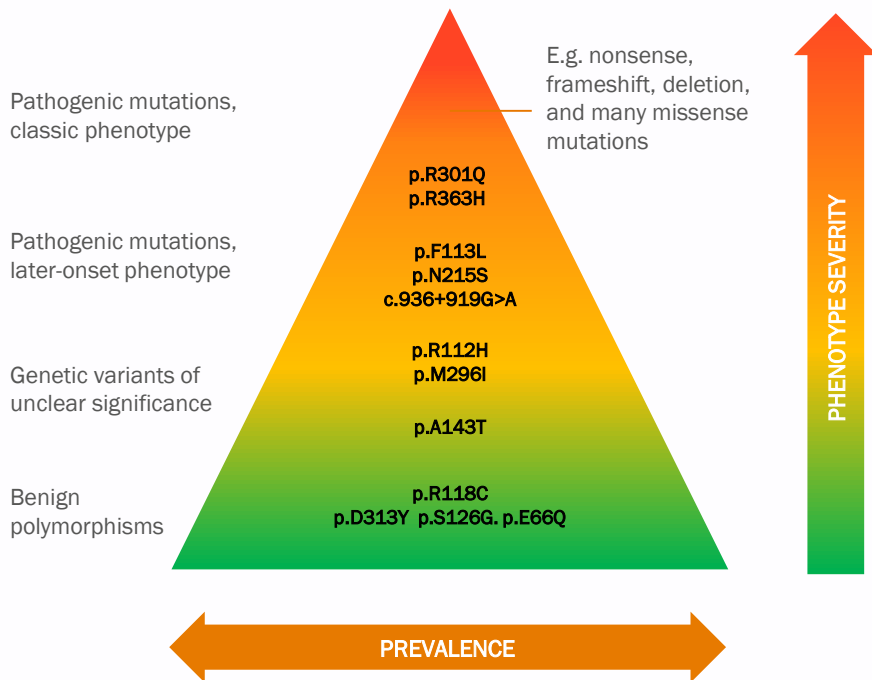 E.g. nonsense,
frameshift, deletion,
and many missense
mutations
Pathogenic mutations,
classic phenotype
p.R301Q
p.R363H
Pathogenic mutations,
later-onset phenotype
p.F113L
p.N215S
c.936+919G>A
p.R112H
p.M296I
Genetic variants of
unclear significance
p.A143T
Benign
polymorphisms
p.R118C
p.D313Y p.S126G. p.E66Q
PHENOTYPE SEVERITY
PREVALENCE